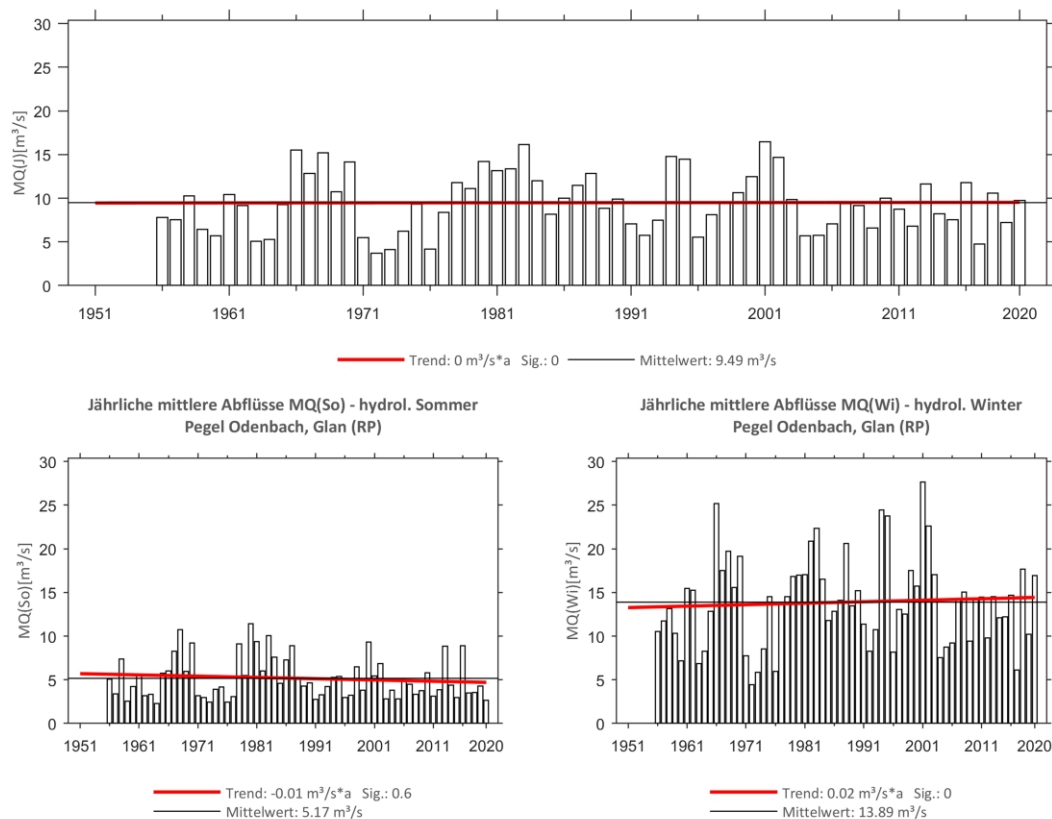 30
25
20
15
10
5
0
MQ(J)[m³/s]
1951 1961 1971 1981 1991 2001 2011 2020
Trend: 0 m³/s*a Sig.: 0 Mittelwert: 9.49 m³/s
Jährliche mittlere Abflüsse MQ(So) - hydrol. Sommer
Pegel Odenbach, Glan (RP)
30
25
20
15
10
5
0
MQ(So)[m³/s]
1951 1961 1971 1981 1991 2001 2011 2020
Trend: -0.01 m³/s*a Sig.: 0.6
Mittelwert: 5.17 m³/s
Jährliche mittlere Abflüsse MQ(Wi) - hydrol. Winter
Pegel Odenbach, Glan (RP)
30
25
20
15
10
5
0
MQ(Wi)[m³/s]
1951 1961 1971 1981 1991 2001 2011 2020
Trend: 0.02 m³/s*a Sig.: 0
Mittelwert: 13.89 m³/s